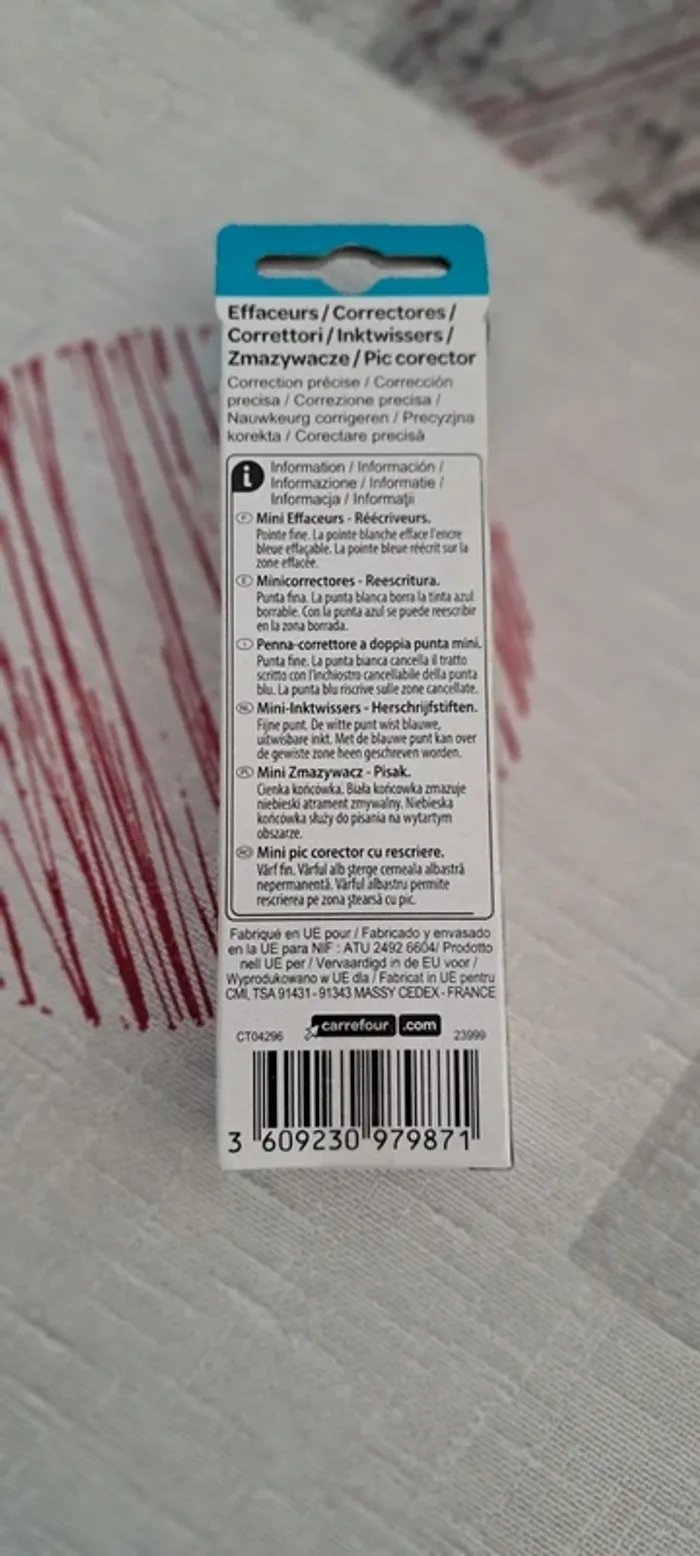 Effaceurs / Correctores /
Correttori / Inktwissers /
Zmazywacze / Pic corector
Correction précise / Corrección
precisa / Correzione precisa /
Nauwkeurg corrigeren / Precyzjna
korekta / Corectare precisă
i Information / Información /
Informazione / Informatie /
Informacja / Informaţii
F Mini Effaceurs - Réécriveurs.
Pointe fine. La pointe blanche efface l'encre
bleue effaçable. La pointe bleue réécrit sur la
zone effacée.
E Minicorrectores - Reescritura.
Punta fina. La punta blanca borra la tinta azul
borrable. Con la punta azul se puede reescribir
en la zona borrada.
I Penna-correttore a doppia punta mini.
Punta fine. La punta bianca cancella il tratto
scritto con l'inchiostro cancellabile della punta
blu. La punta blu riscrive sulle zone cancellate.
NL Mini-Inktwissers - Herschrijfstiften.
Fijne punt. De witte punt wist blauwe,
uitwisbare inkt. Met de blauwe punt kan over
de gewiste zone heen geschreven worden.
PL Mini Zmazywacz - Pisak.
Cienka końcówka. Biała końcowka zmazuje
niebieski atrament zmywalny. Niebieska
końcówka służy do pisania na wytartym
obszarze.
RO Mini pic corector cu rescriere.
Vârf fin. Vârful alb şterge cerneala albastră
nepermanentă. Vârful albastru permite
rescrierea pe zona ştearsă cu pic.
Fabriqué en UE pour / Fabricado y envasado
en la UE para NIF : ATU 2492 6604/ Prodotto
nell UE per / Vervaardigd in de EU voor /
Wyprodukowano w UE dla / Fabricat in UE pentru
CMI, TSA 91431 - 91343 MASSY CEDEX - FRANCE
CT04296 carrefour .com 23999
3 609230 979871